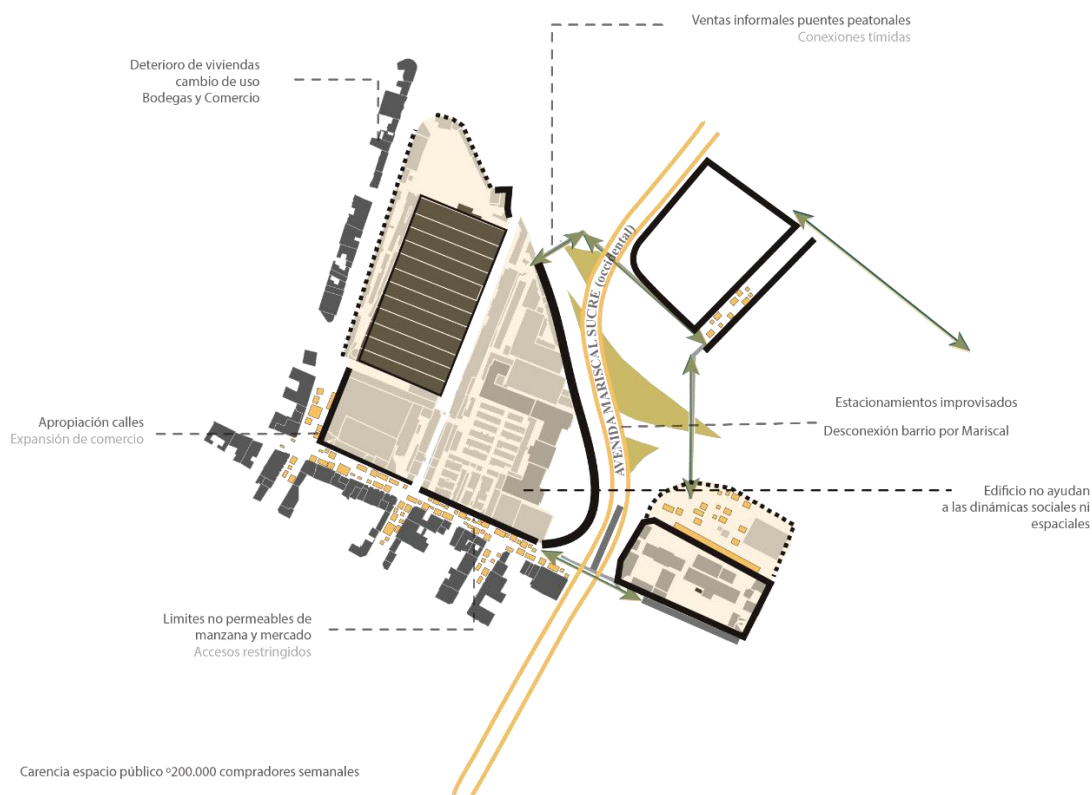 Ventas informales puentes peatonales
Conexiones tímidas
Deterioro de viviendas
cambio de uso
Bodegas y Comercio
AVENIDA MARISCAL SUCRE (occidental)
Estacionamientos improvisados
Desconexión barrio por Mariscal
Apropiación calles
Expansión de comercio
Edificio no ayudan
a las dinámicas sociales ni
espaciales
Limites no permeables de
manzana y mercado
Accesos restringidos
Carencia espacio público º200.000 compradores semanales